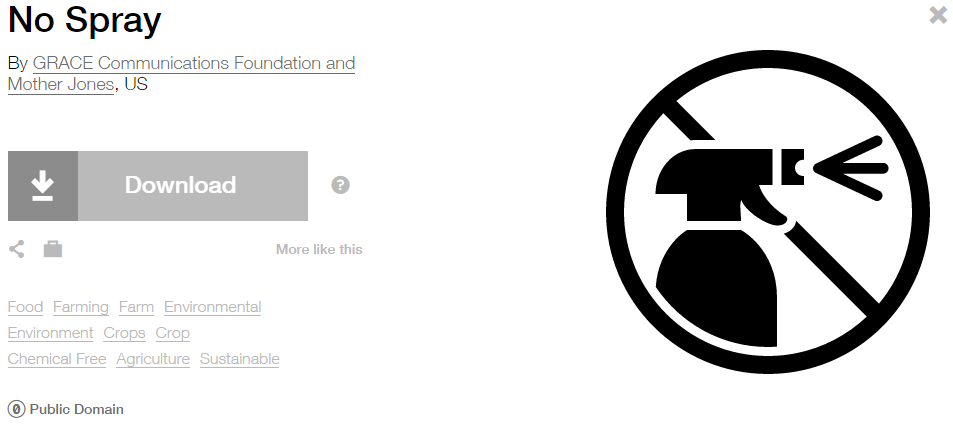 No Spray
By GRACE Communications Foundation and
Mother Jones, US
Download
?
More like this
Food Farming Farm Environmental
Environment Crops Crop
Chemical Free Agriculture Sustainable
0 Public Domain